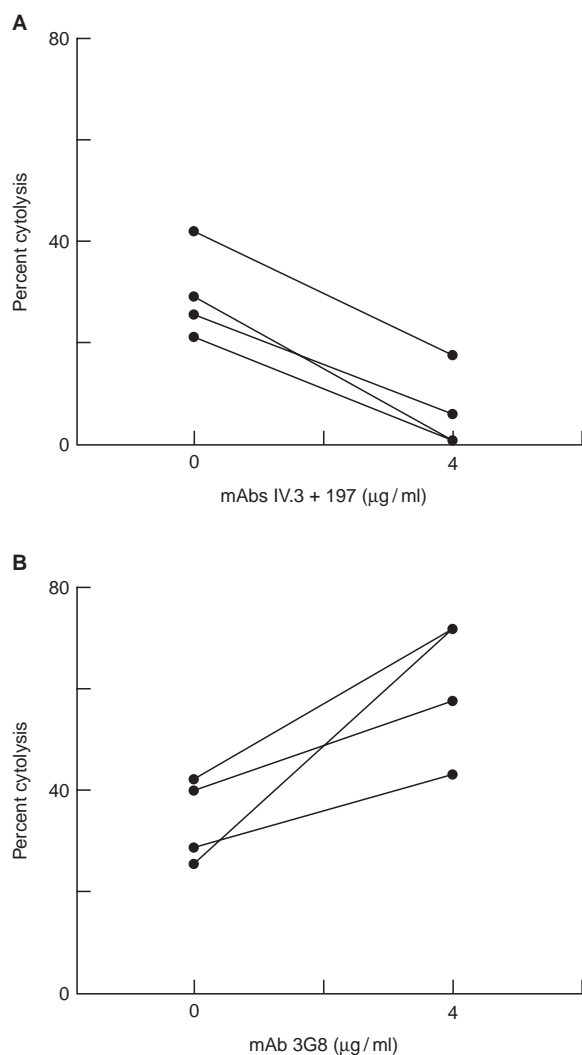 A
80
40
0
Percent cytolysis
0
4
mAbs IV.3 + 197 (μg / ml)
B
80
40
0
Percent cytolysis
0
4
mAb 3G8 (μg / ml)